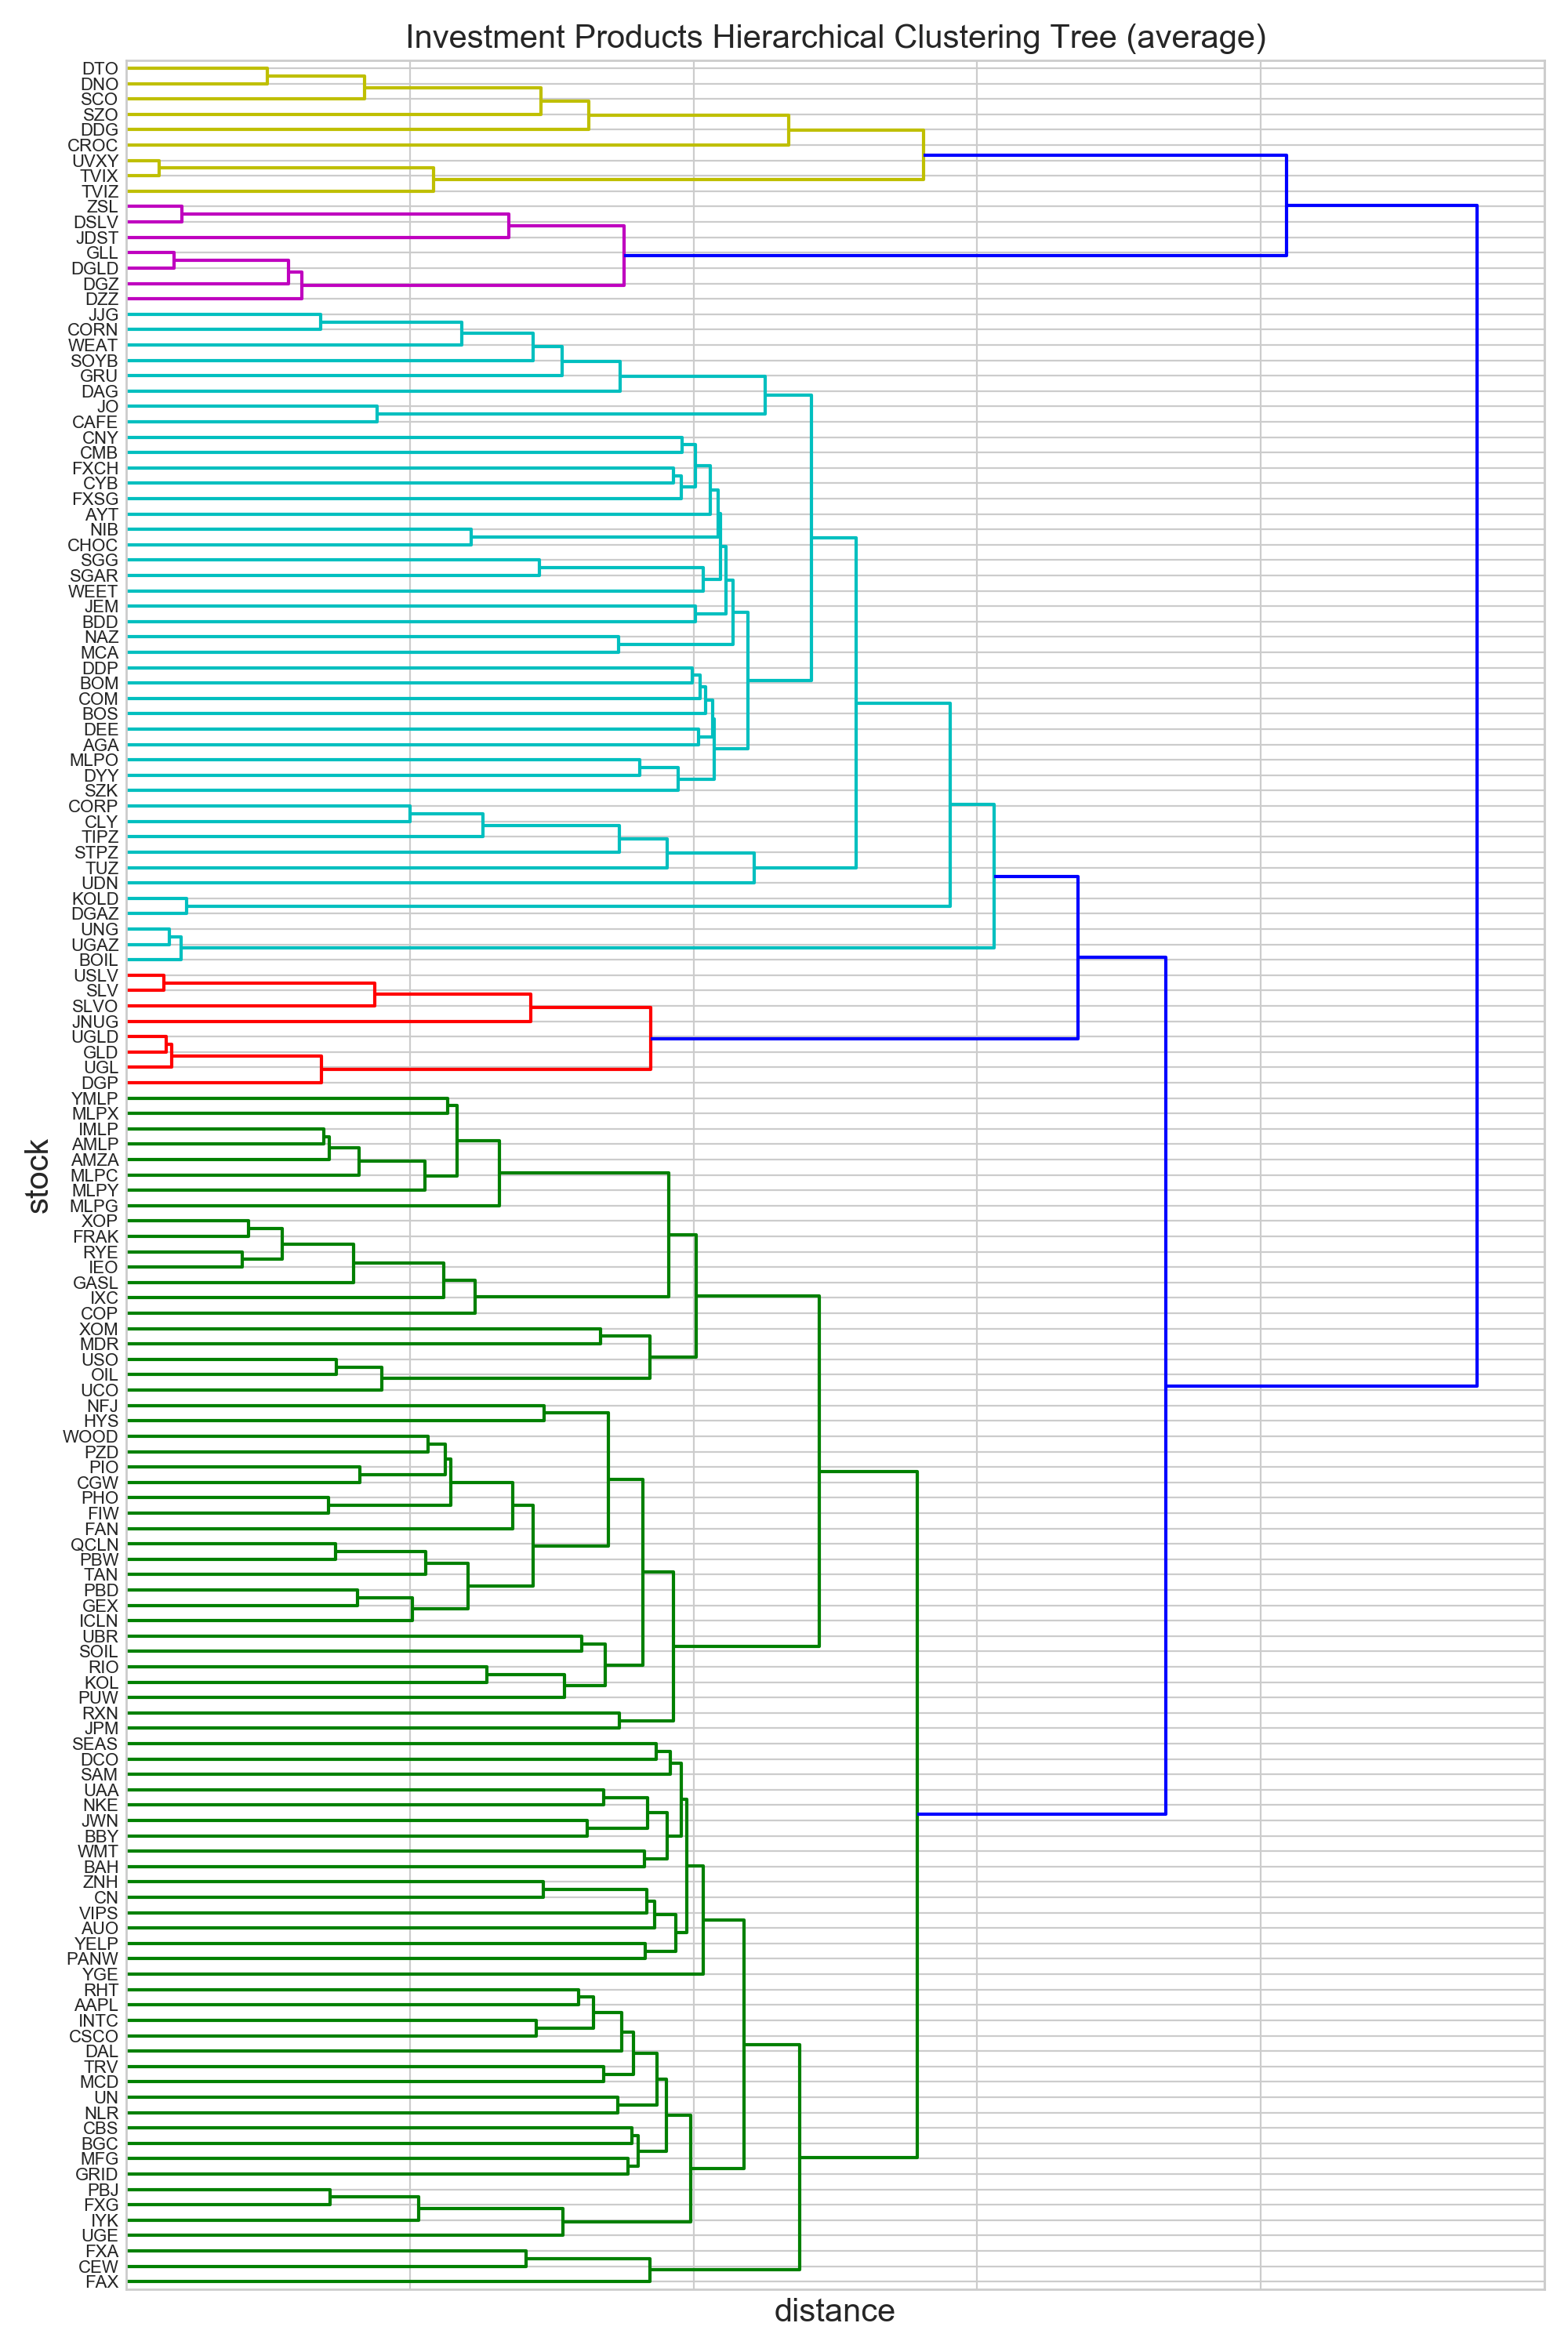 Investment Products Hierarchical Clustering Tree (average)
DTO
DNO
SCO
SZO
DDG
CROC
UVXY
TVIX
TVIZ
ZSL
DSLV
JDST
GLL
DGLD
DGZ
DZZ
JJG
CORN
WEAT
SOYB
GRU
DAG
JO
CAFE
CNY
CMB
FXCH
CYB
FXSG
AYT
NIB
CHOC
SGG
SGAR
WEET
JEM
BDD
NAZ
MCA
DDP
BOM
COM
BOS
DEE
AGA
MLPO
DYY
SZK
CORP
CLY
TIPZ
STPZ
TUZ
UDN
KOLD
DGAZ
UNG
UGAZ
BOIL
USLV
SLV
SLVO
JNUG
UGLD
GLD
UGL
DGP
YMLP
MLPX
IMLP
AMLP
AMZA
MLPC
MLPY
MLPG
XOP
FRAK
RYE
IEO
GASL
IXC
COP
XOM
MDR
USO
OIL
UCO
NFJ
HYS
WOOD
PZD
PIO
CGW
PHO
FIW
FAN
QCLN
PBW
TAN
PBD
GEX
ICLN
UBR
SOIL
RIO
KOL
PUW
RXN
JPM
SEAS
DCO
SAM
UAA
NKE
JWN
BBY
WMT
BAH
ZNH
CN
VIPS
AUO
YELP
PANW
YGE
RHT
AAPL
INTC
CSCO
DAL
TRV
MCD
UN
NLR
CBS
BGC
MFG
GRID
PBJ
FXG
IYK
UGE
FXA
CEW
FAX
stock
distance